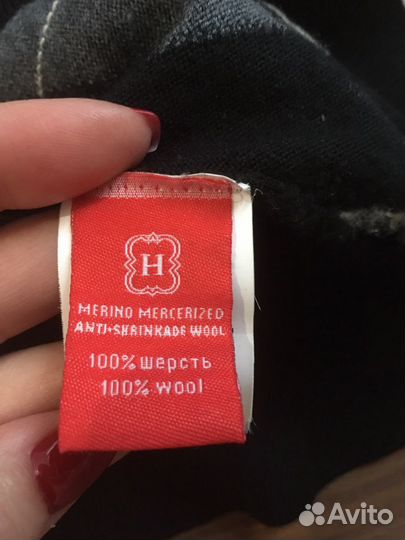 H
MERINO MERCERIZED
ANTI-SHRINKADE WOOL
100% шерсть
100% wool
Avito